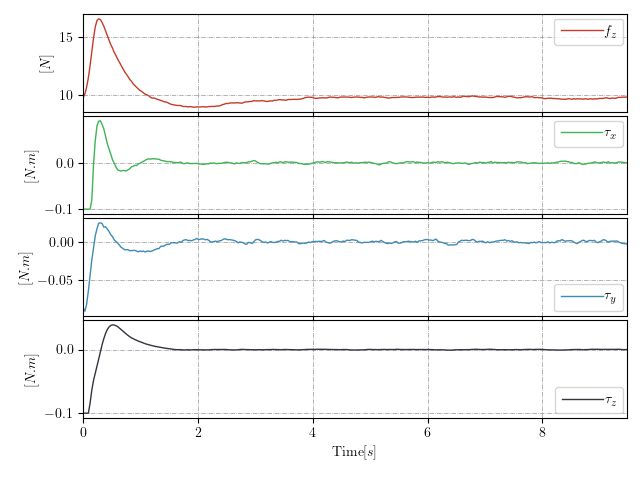 15
10
[N]
f_z
0.0
−0.1
[N.m]
τ_x
0.00
−0.05
[N.m]
τ_y
0.0
−0.1
[N.m]
τ_z
0 2 4 6 8
Time[s]